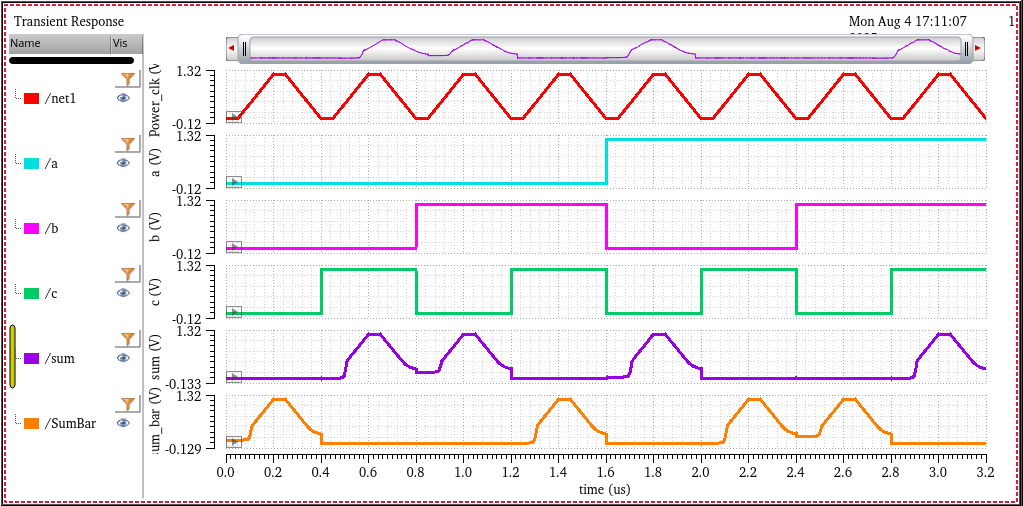 Transient Response
Mon Aug 4 17:11:07
1
Name Vis
/net1
/a
/b
/c
/sum
/SumBar
Power_clk (V
1.32
-0.12
a (V)
1.32
-0.12
b (V)
1.32
-0.12
c (V)
1.32
-0.12
sum (V)
1.32
-0.133
um_bar (V)
1.32
-0.129
0.0 0.2 0.4 0.6 0.8 1.0 1.2 1.4 1.6 1.8 2.0 2.2 2.4 2.6 2.8 3.0 3.2
time (us)